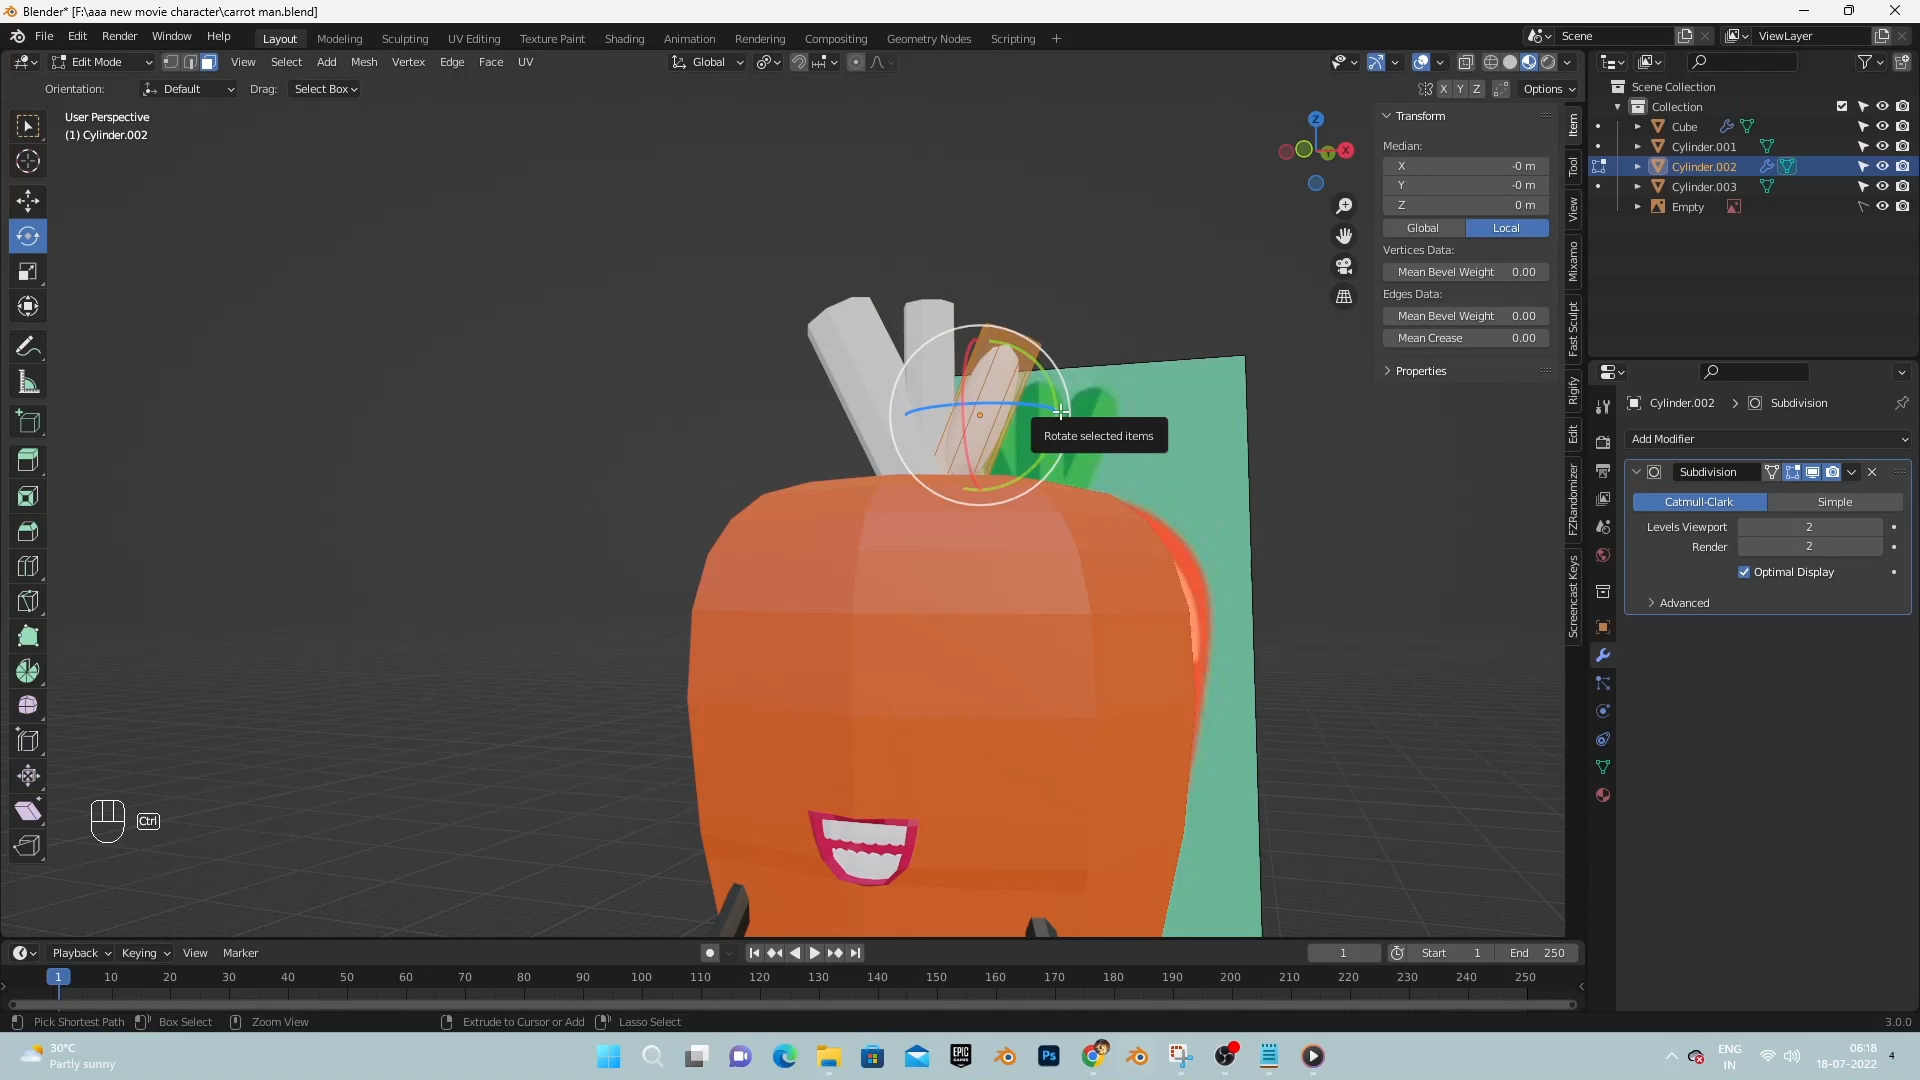 Blender* [F:\aaa new movie character\carrot man.blend]
File Edit Render Window Help Layout Modeling Sculpting UV Editing Texture Paint Shading Animation Rendering Compositing Geometry Nodes Scripting + Scene ViewLayer
Edit Mode View Select Add Mesh Vertex Edge Face UV Global
Orientation: Default Drag: Select Box X Y Z Options
User Perspective
(1) Cylinder.002
Z
X
Y
Transform
Median:
X -0 m
Y -0 m
Z 0 m
Global Local
Vertices Data:
Mean Bevel Weight 0.00
Edges Data:
Mean Bevel Weight 0.00
Mean Crease 0.00
Properties
Item
Tool
View
Mixamo
Fast Sculpt
Rigify
Edit
FZRandomizer
Screencast Keys
Scene Collection
Collection
Cube
Cylinder.001
Cylinder.002
Cylinder.003
Empty
Cylinder.002 > Subdivision
Add Modifier
Subdivision
Catmull-Clark Simple
Levels Viewport 2
Render 2
Optimal Display
Advanced
Rotate selected items
Ctrl
Playback Keying View Marker 1 Start 1 End 250
1 10 20 30 40 50 60 70 80 90 100 110 120 130 140 150 160 170 180 190 200 210 220 230 240 250
Pick Shortest Path Box Select Zoom View Extrude to Cursor or Add Lasso Select 3.0.0
30°C
Partly sunny
EPIC
GAMES
Ps
ENG
IN
06:18
18-07-2022
4